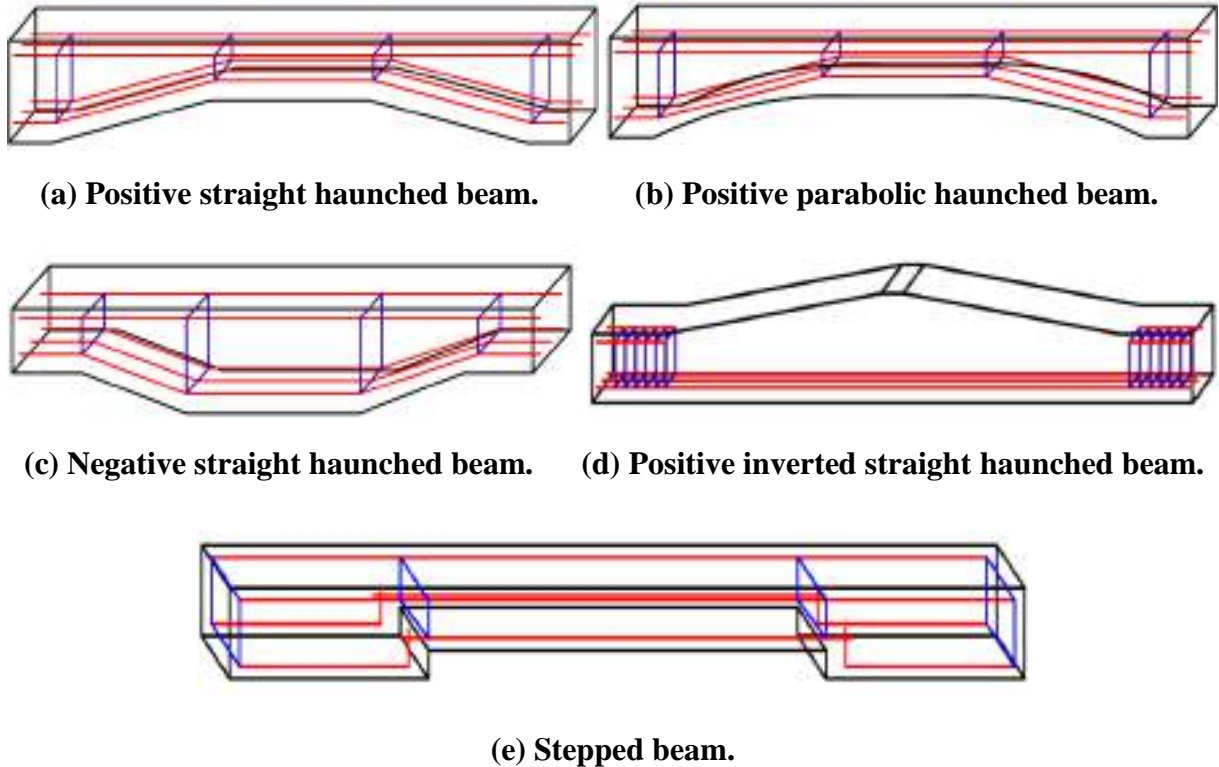 (a) Positive straight haunched beam.
(b) Positive parabolic haunched beam.
(c) Negative straight haunched beam.
(d) Positive inverted straight haunched beam.
(e) Stepped beam.